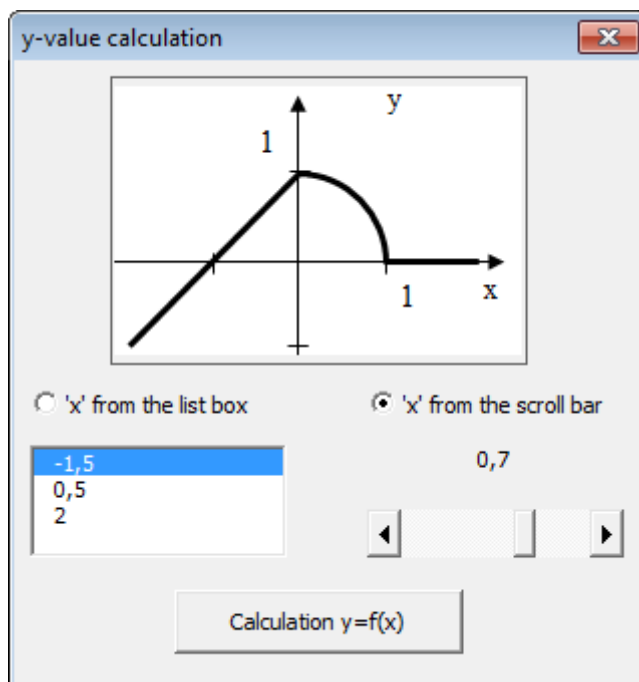 y-value calculation
y
1
1
x
'x' from the list box
'x' from the scroll bar
-1,5
0,5
2
0,7
Calculation y=f(x)